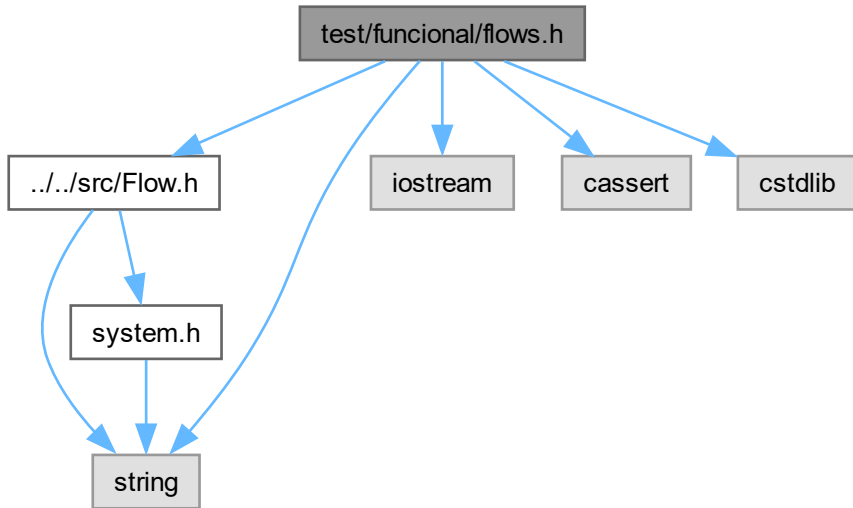 test/funcional/flows.h
../../src/Flow.h
iostream
cassert
cstdlib
system.h
string